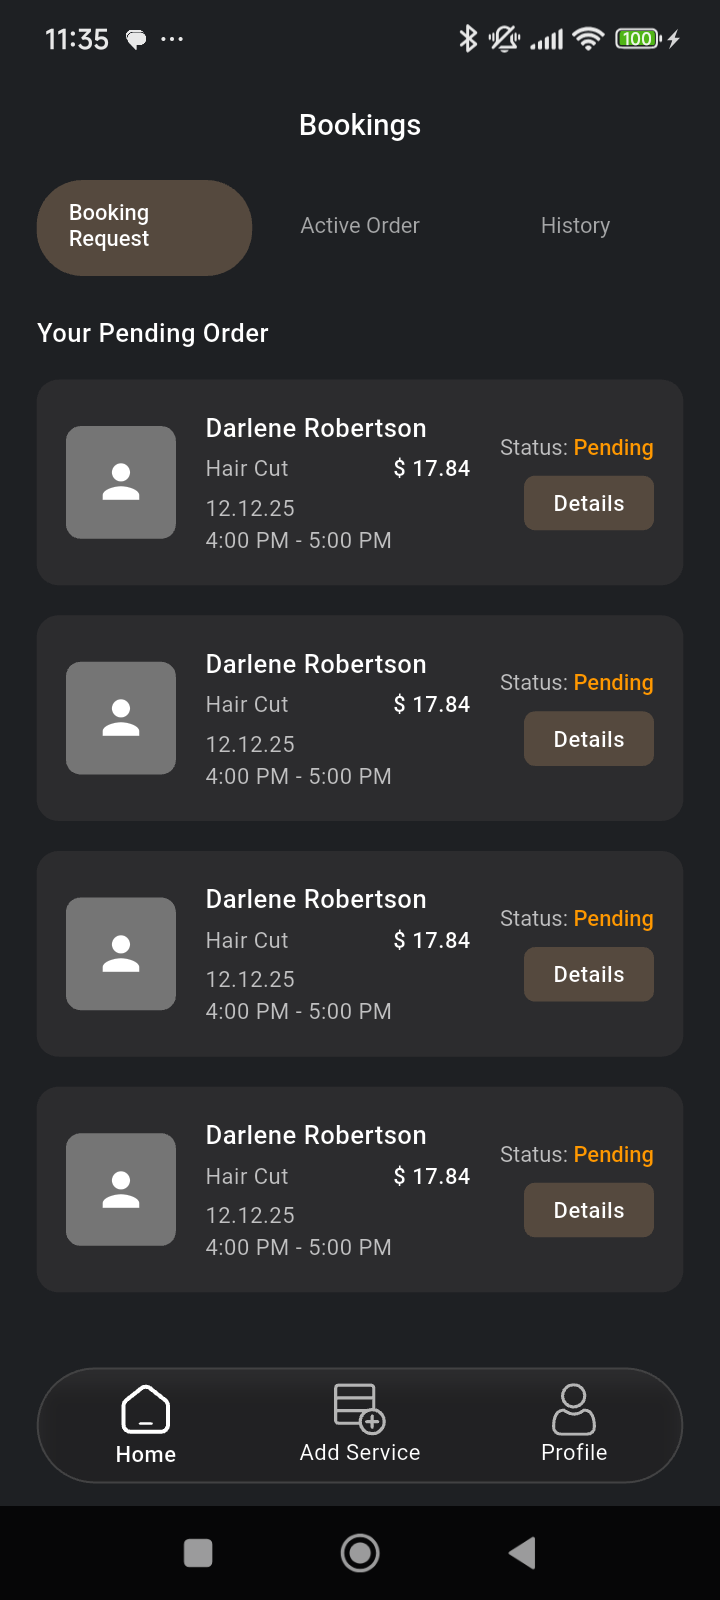 11:35
100
Bookings
Booking
Request
Active Order
History
Your Pending Order
Darlene Robertson
Hair Cut
$ 17.84
12.12.25
4:00 PM - 5:00 PM
Status: Pending
Details
Darlene Robertson
Hair Cut
$ 17.84
12.12.25
4:00 PM - 5:00 PM
Status: Pending
Details
Darlene Robertson
Hair Cut
$ 17.84
12.12.25
4:00 PM - 5:00 PM
Status: Pending
Details
Darlene Robertson
Hair Cut
$ 17.84
12.12.25
4:00 PM - 5:00 PM
Status: Pending
Details
Home
Add Service
Profile